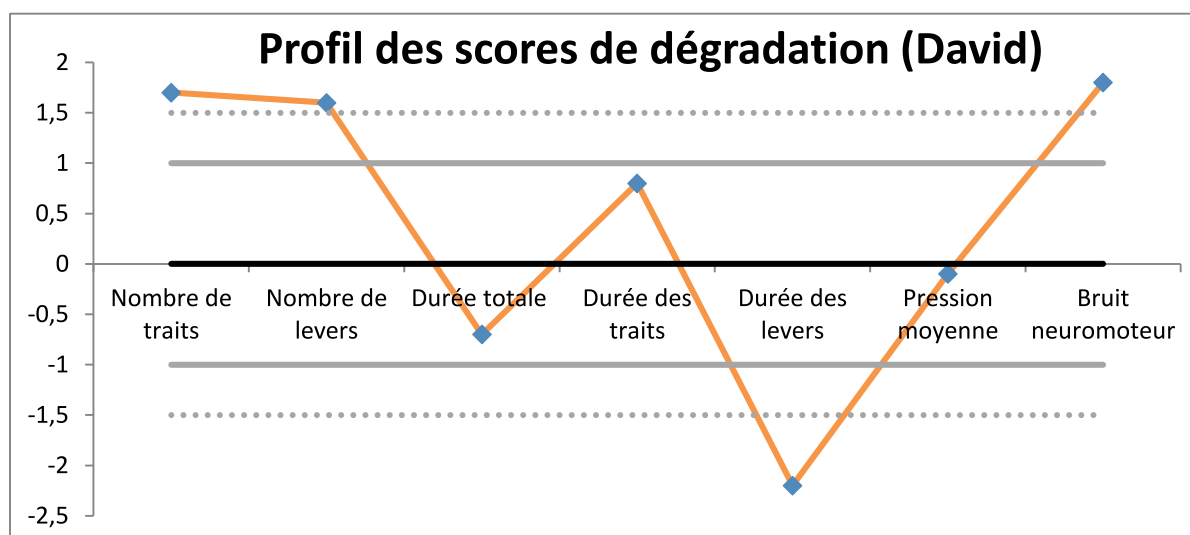 Profil des scores de dégradation (David)
2
1,5
1
0,5
0
-0,5
-1
-1,5
-2
-2,5
Nombre de traits
Nombre de levers
Durée totale
Durée des traits
Durée des levers
Pression moyenne
Bruit neuromoteur